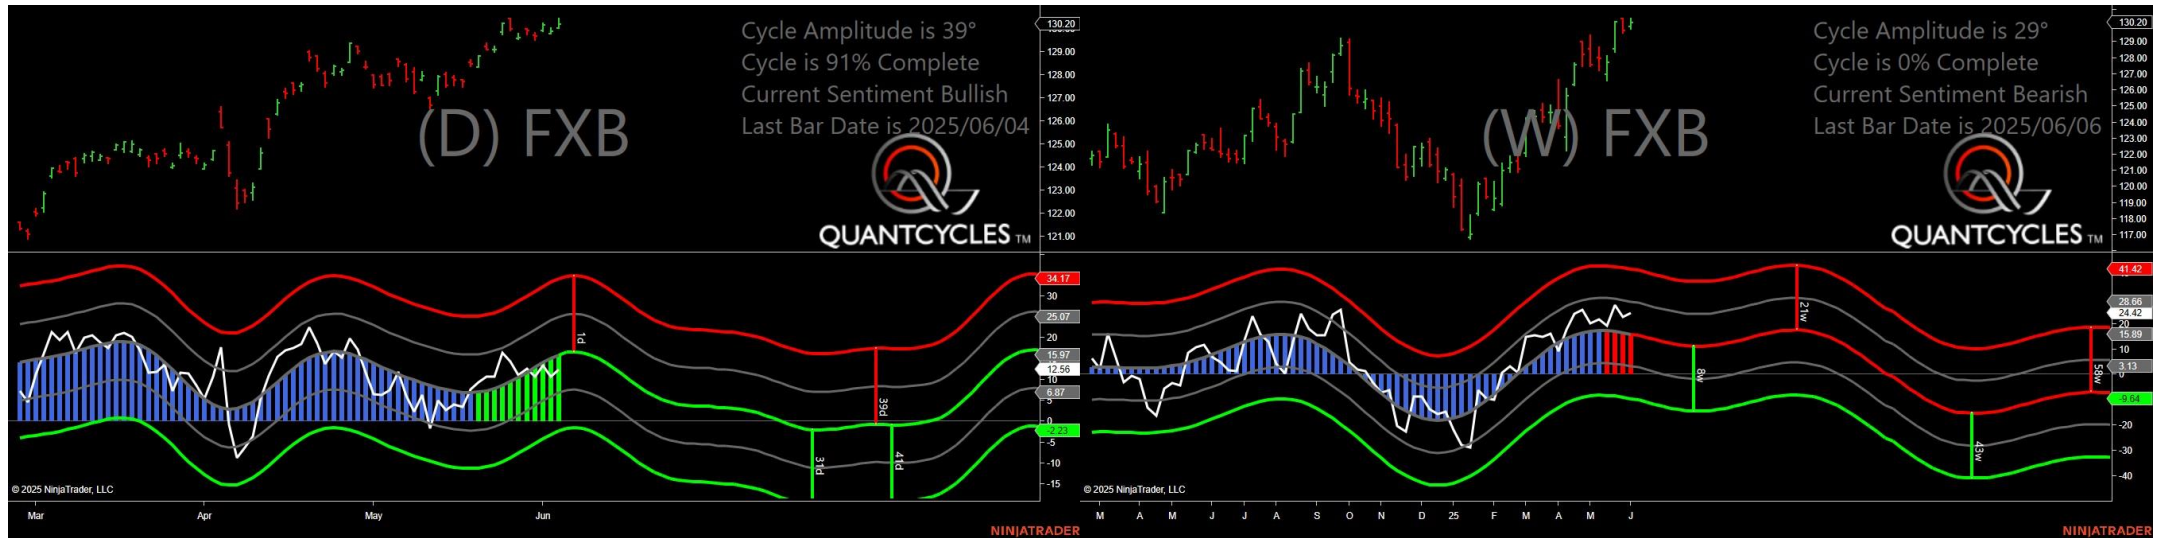 Cycle Amplitude is 39°
Cycle is 91% Complete
Current Sentiment Bullish
Last Bar Date is 2025/06/04
(D) FXB
QUANTCYCLES TM
130.20
129.00
128.00
127.00
126.00
125.00
124.00
123.00
122.00
121.00
34.17
30
25.07
20
15.97
12.56
10
6.87
5
0
-2.23
-5
-10
-15
1d
39d
31d
41d
© 2025 NinjaTrader, LLC
Mar Apr May Jun
NINJATRADER
Cycle Amplitude is 29°
Cycle is 0% Complete
Current Sentiment Bearish
Last Bar Date is 2025/06/06
(W) FXB
QUANTCYCLES TM
130.20
129.00
128.00
127.00
126.00
125.00
124.00
123.00
122.00
121.00
120.00
119.00
118.00
117.00
41.42
28.66
24.42
20
15.89
10
3.13
0
-9.64
-20
-30
-40
21w
8w
58w
43w
© 2025 NinjaTrader, LLC
M A M J J A S O N D 25 F M A M J
NINJATRADER